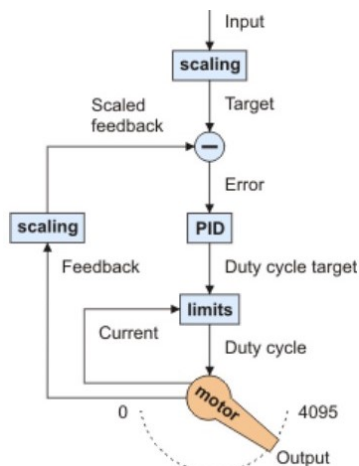 Input
scaling
Scaled
feedback
Target
Error
scaling
PID
Feedback
Duty cycle target
limits
Current
Duty cycle
motor
0
4095
Output